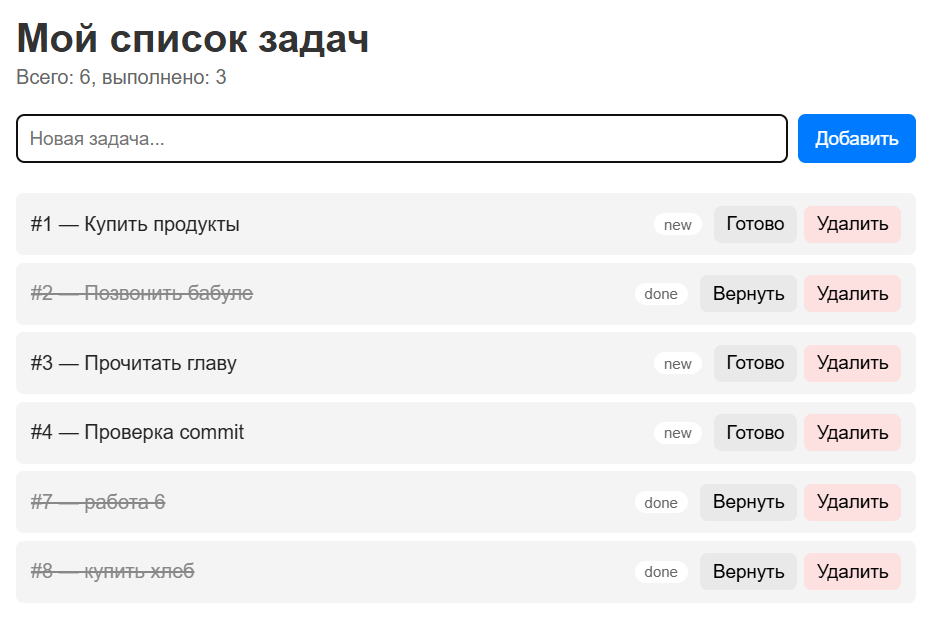 Мой список задач
Всего: 6, выполнено: 3
Новая задача...
Добавить
#1 — Купить продукты new Готово Удалить
#2 — Позвонить бабуле done Вернуть Удалить
#3 — Прочитать главу new Готово Удалить
#4 — Проверка commit new Готово Удалить
#7 — работа 6 done Вернуть Удалить
#8 — купить хлеб done Вернуть Удалить